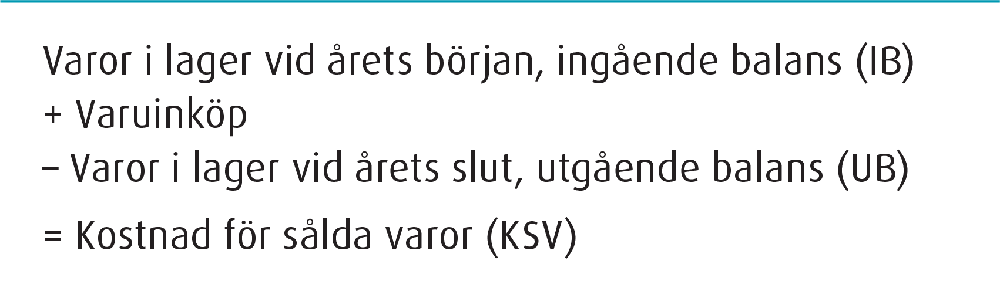 Varor i lager vid årets början, ingående balans (IB)
+ Varuinköp
– Varor i lager vid årets slut, utgående balans (UB)
= Kostnad för sålda varor (KSV)